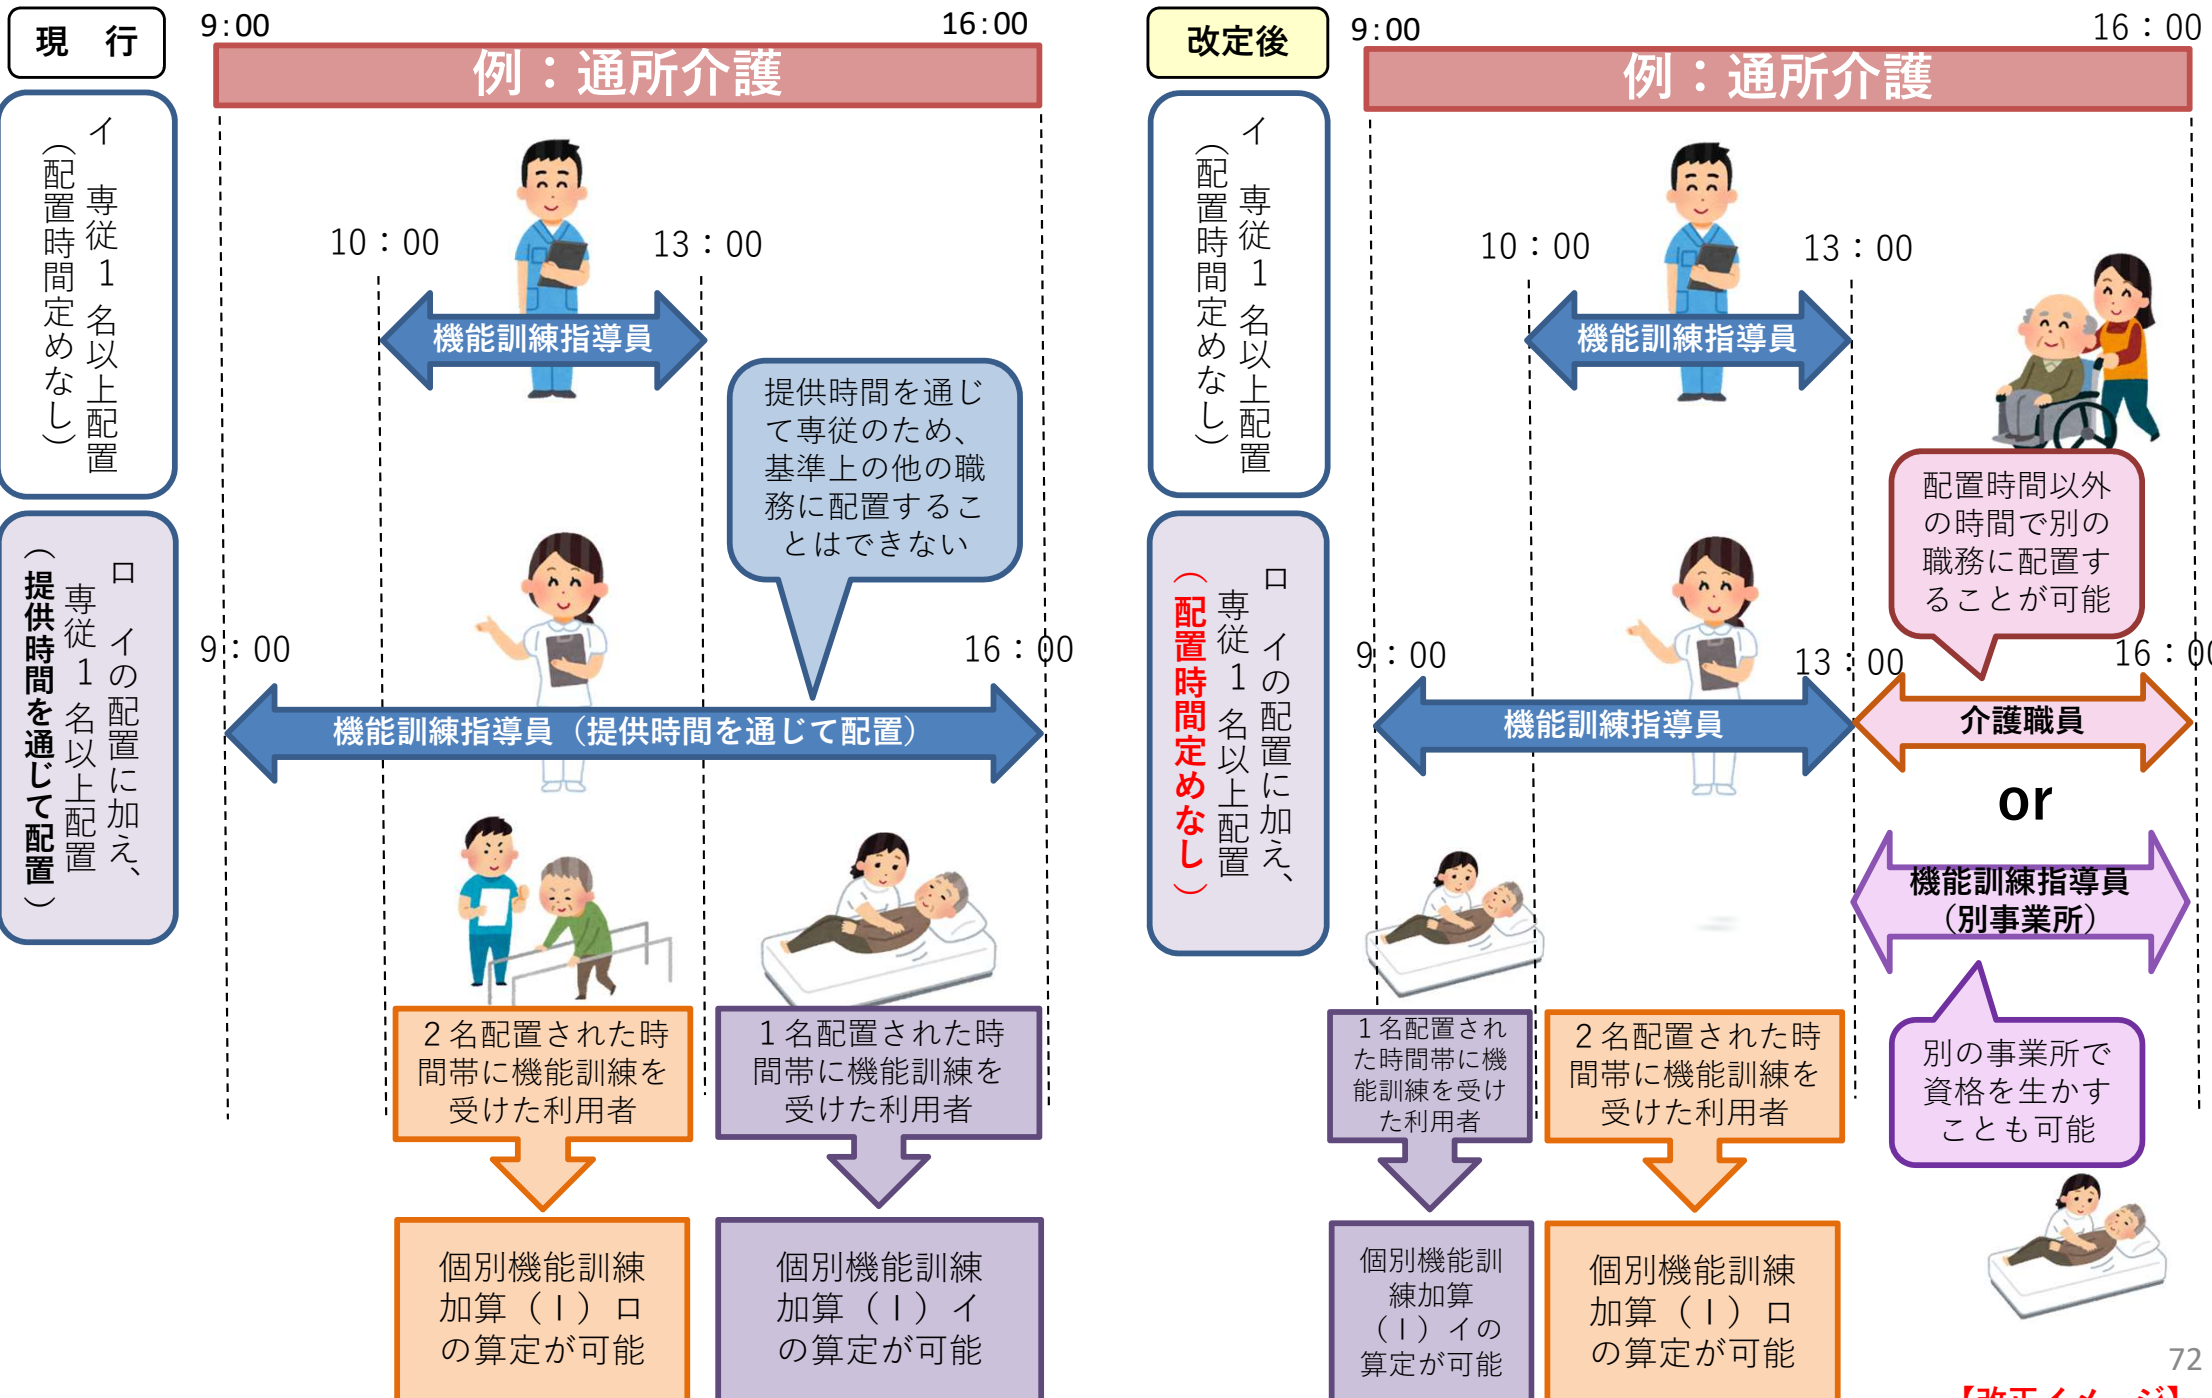 現　行
9:00
16:00
例：通所介護
イ　専従１名以上配置
（配置時間定めなし）
10：00
13：00
機能訓練指導員
提供時間を通じ
て専従のため、
基準上の他の職
務に配置するこ
とはできない
ロ　イの配置に加え、
専従１名以上配置
（提供時間を通じて配置）
9：00
16：00
機能訓練指導員（提供時間を通じて配置）
２名配置された時
間帯に機能訓練を
受けた利用者
１名配置された時
間帯に機能訓練を
受けた利用者
個別機能訓練
加算（Ⅰ）ロ
の算定が可能
個別機能訓練
加算（Ⅰ）イ
の算定が可能
改定後
9:00
16：00
例：通所介護
イ　専従１名以上配置
（配置時間定めなし）
10：00
13：00
機能訓練指導員
配置時間以外
の時間で別の
職務に配置す
ることが可能
ロ　イの配置に加え、
専従１名以上配置
（配置時間定めなし）
9：00
13：00
16：00
機能訓練指導員
介護職員
or
機能訓練指導員
（別事業所）
１名配置され
た時間帯に機
能訓練を受け
た利用者
２名配置された時
間帯に機能訓練を
受けた利用者
別の事業所で
資格を生かす
ことも可能
個別機能訓
練加算
（Ⅰ）イの
算定が可能
個別機能訓練
加算（Ⅰ）ロ
の算定が可能
72
【改正イメージ】